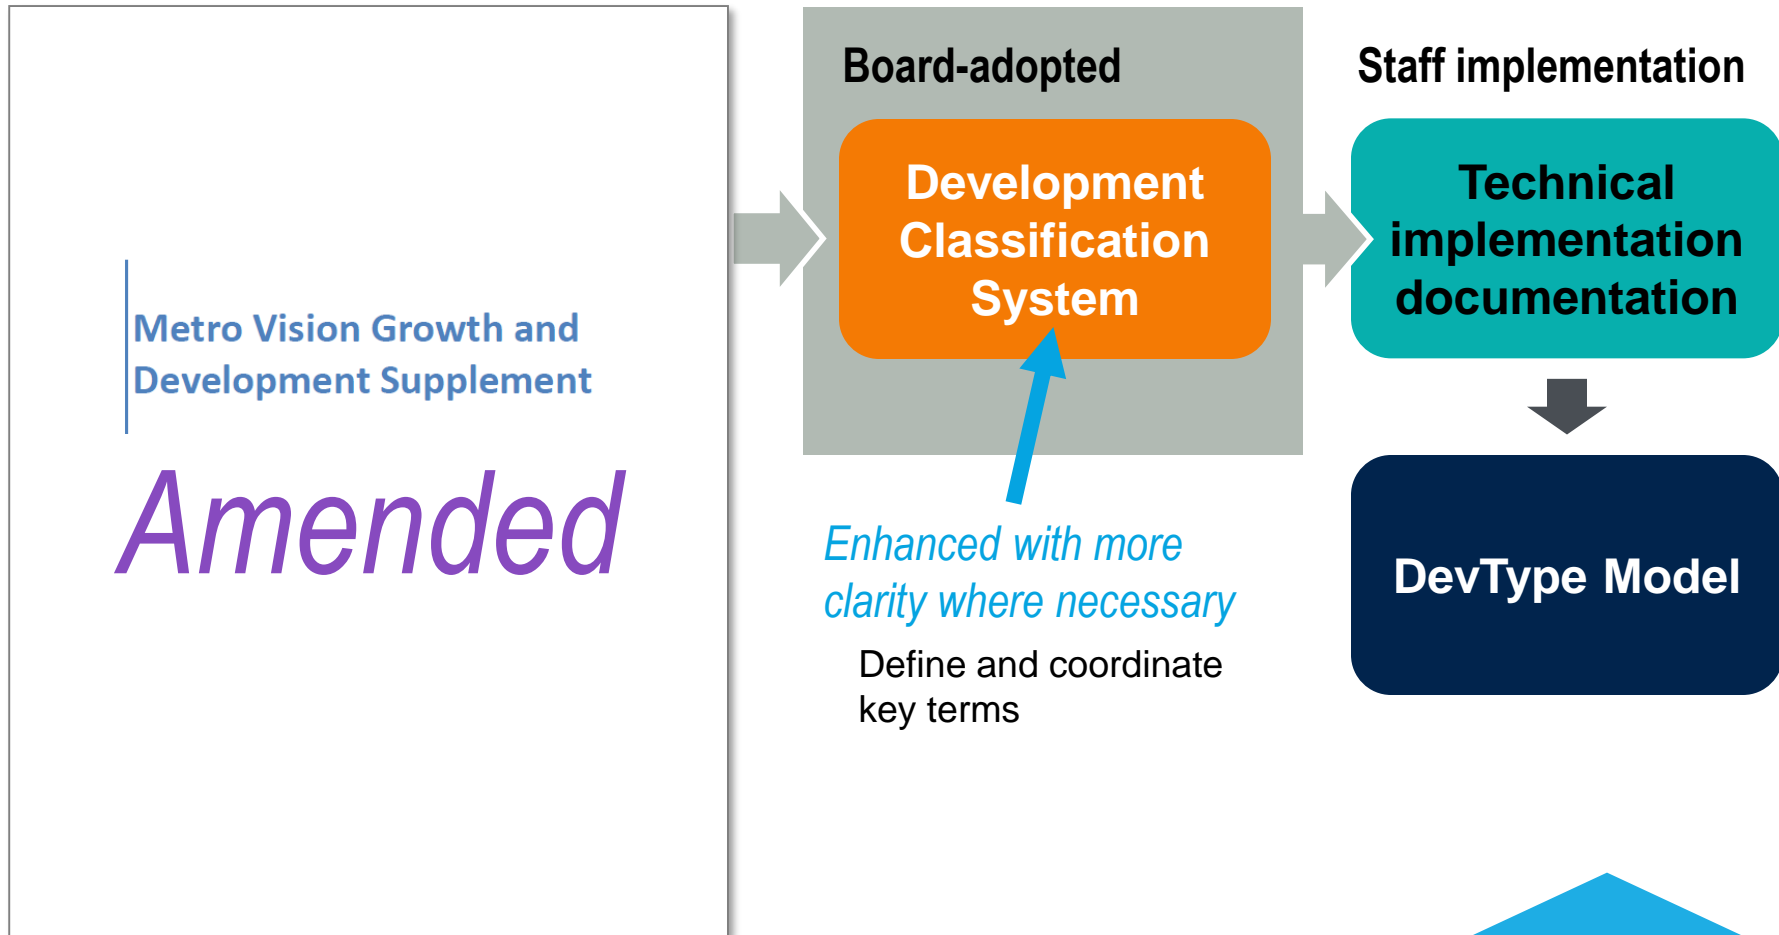 Metro Vision Growth and
Development Supplement
Amended
Board-adopted
Development
Classification
System
Enhanced with more
clarity where necessary
Define and coordinate
key terms
Staff implementation
Technical
implementation
documentation
DevType Model